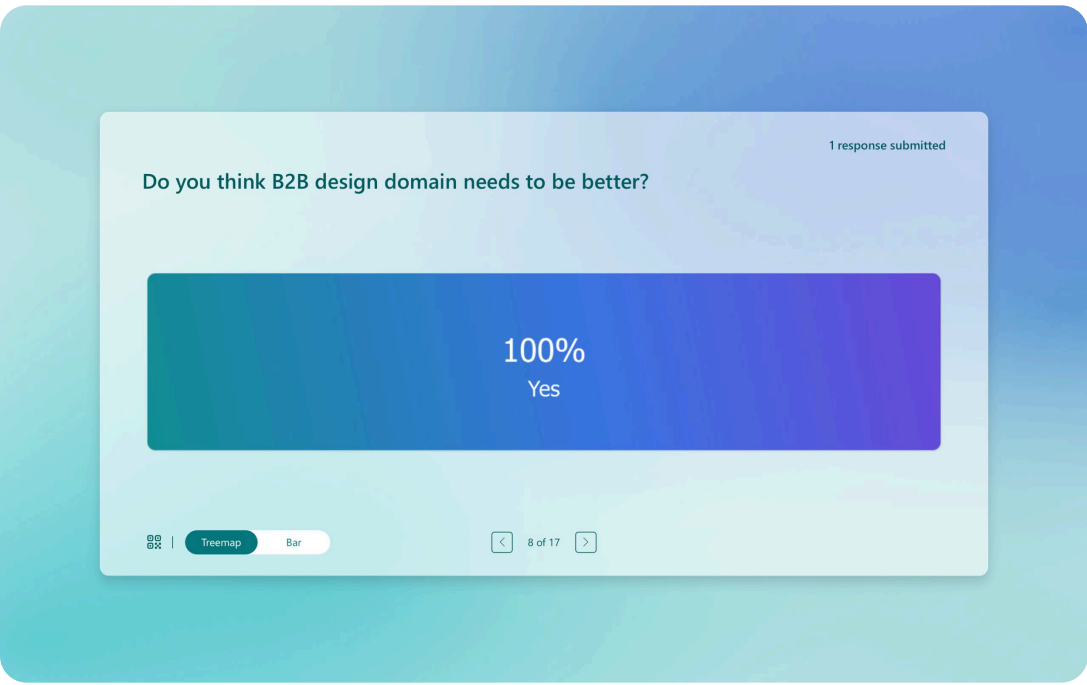 1 response submitted
Do you think B2B design domain needs to be better?
100%
Yes
Treemap Bar 8 of 17